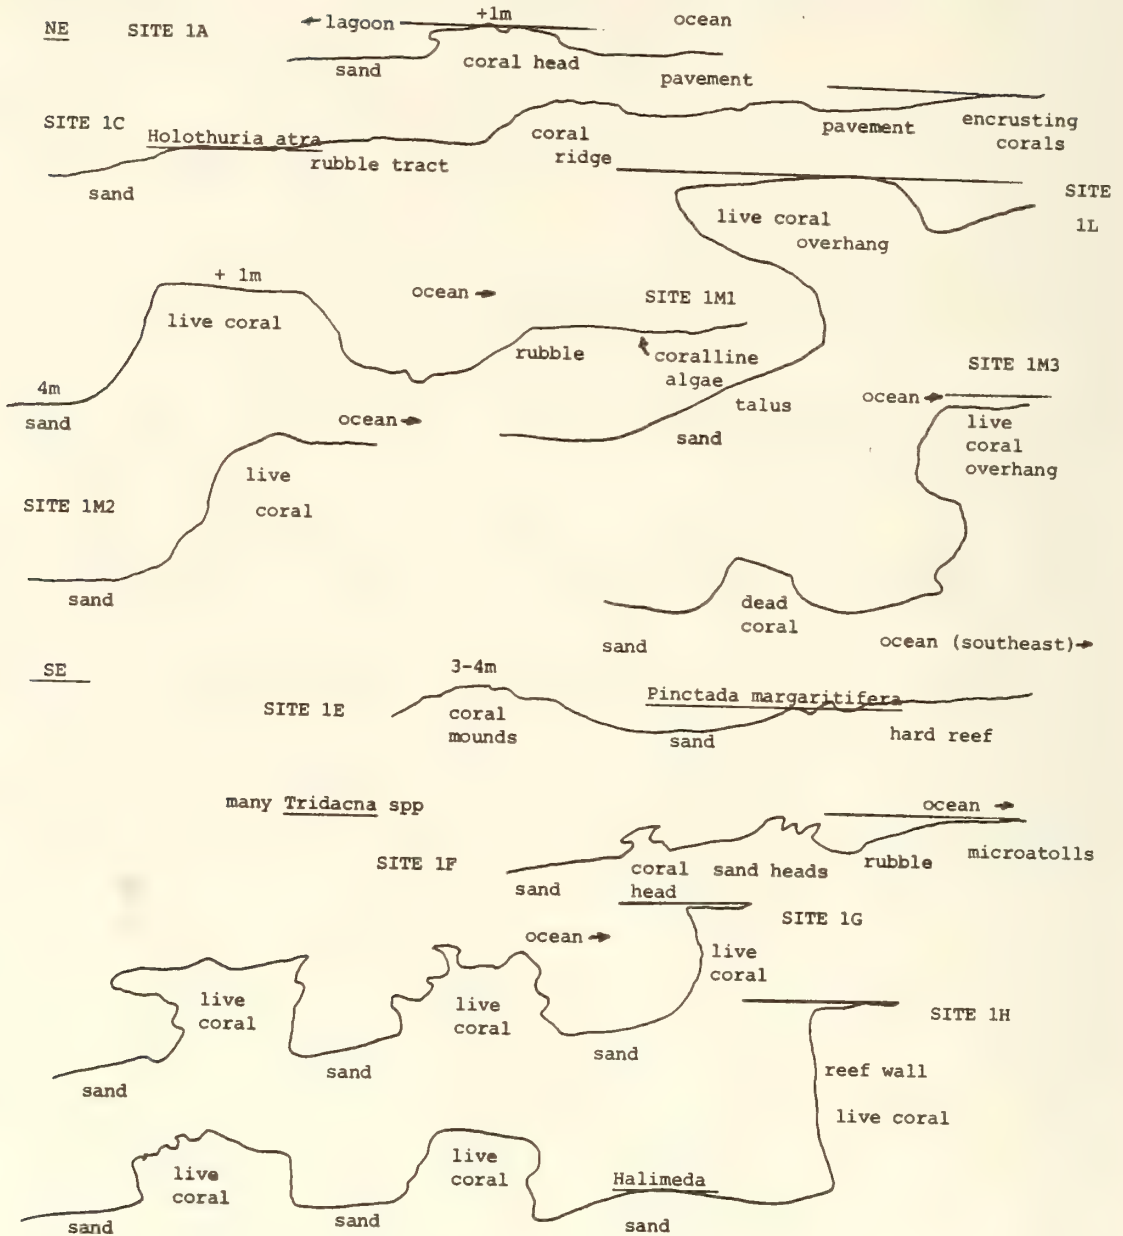 NE SITE 1A ← lagoon +1m ocean
sand coral head pavement
SITE 1C Holothuria atra rubble tract coral pavement encrusting
ridge corals
sand
live coral
overhang
SITE
1L
+ 1m
live coral
ocean →
SITE 1M1
rubble
coralline
algae
talus
4m
sand
sand
ocean →
SITE 1M2
live
coral
sand
SITE 1M3
ocean →
live
coral
overhang
dead
coral
sand
ocean (southeast) →
SE
SITE 1E
3-4m
coral
mounds
sand
Pinctada margaritifera
hard reef
many Tridacna spp
ocean →
SITE 1F
sand
coral
head
sand heads
rubble
microatolls
SITE 1G
ocean →
live
coral
live
coral
live
coral
sand
sand
sand
SITE 1H
reef wall
live coral
live
coral
live
coral
Halimeda
sand
sand
sand